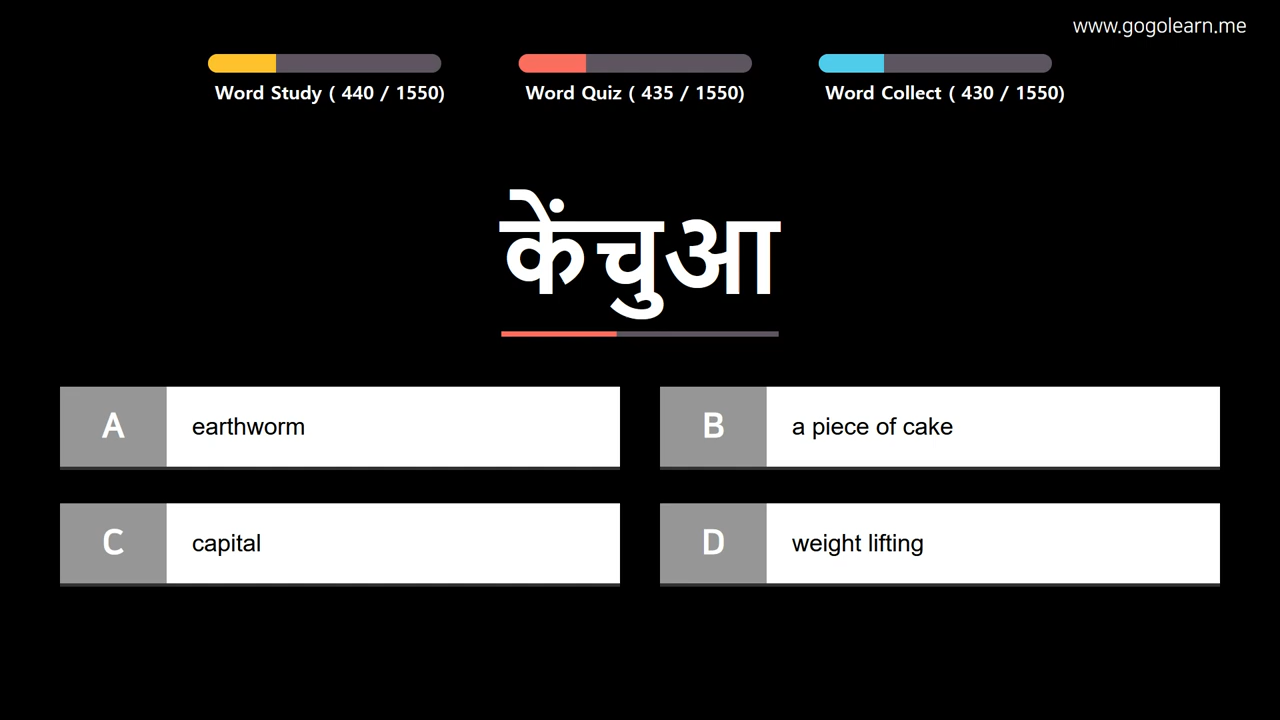 www.gogolearn.me
Word Study ( 440 / 1550)
Word Quiz ( 435 / 1550)
Word Collect ( 430 / 1550)
केंचुआ
A earthworm
B a piece of cake
C capital
D weight lifting